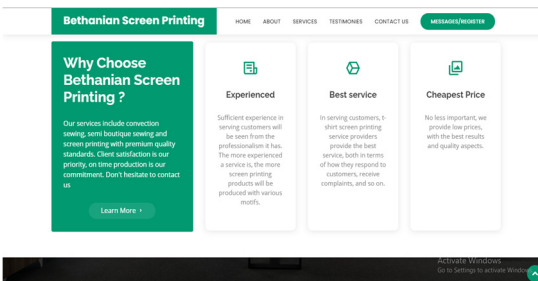 Bethanian Screen Printing
HOME ABOUT SERVICES TESTIMONIES CONTACT US MESSAGES/REGISTER
Why Choose
Bethanian Screen
Printing ?
Our services include convection
sewing, semi boutique sewing and
screen printing with premium quality
standards. Client satisfaction is our
priority, on time production is our
commitment. Don't hesitate to contact
us
Learn More ›
Experienced
Sufficient experience in
serving customers will
be seen from the
professionalism it has.
The more experienced
a service is, the more
screen printing
products will be
produced with various
motifs.
Best service
In serving customers, t-
shirt screen printing
service providers
provide the best
service, both in terms
of how they respond to
customers, receive
complaints, and so on.
Cheapest Price
No less important, we
provide low prices,
with the best results
and quality aspects.
Activate Windows
Go to Settings to activate Windows